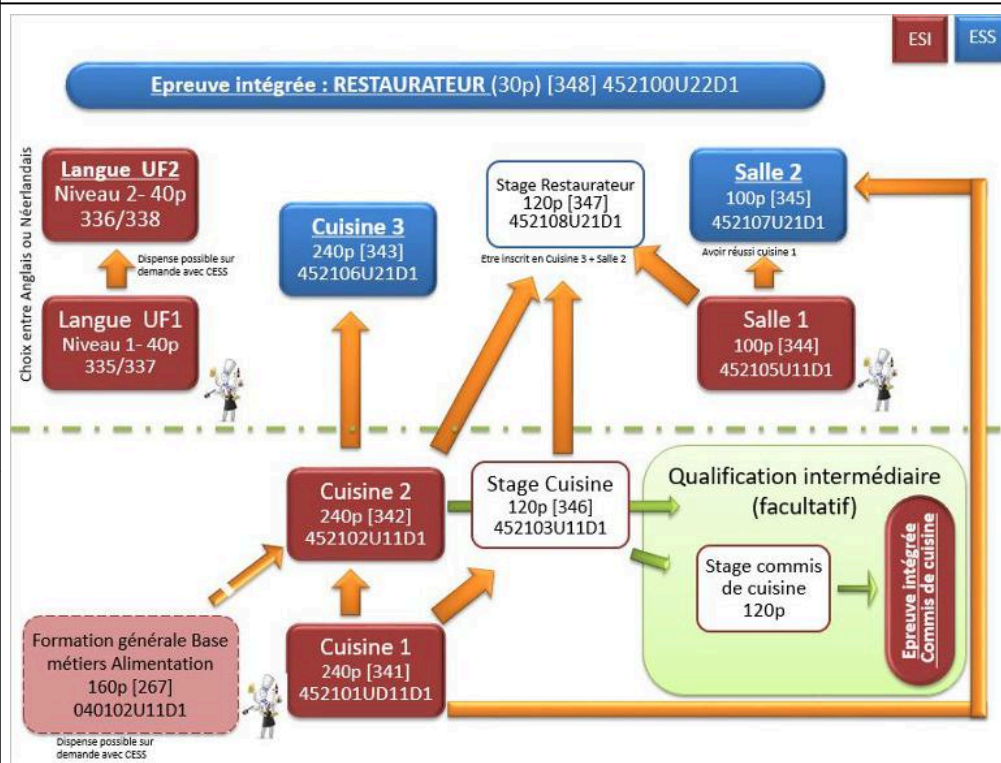 ESI
ESS
Epreuve intégrée : RESTAURATEUR (30p) [348] 452100U22D1
Choix entre Anglais ou Néerlandais
Langue UF2
Niveau 2- 40p
336/338
Dispense possible sur
demande avec CESS
Langue UF1
Niveau 1- 40p
335/337
Cuisine 3
240p [343]
452106U21D1
Stage Restaurateur
120p [347]
452108U21D1
Etre inscrit en Cuisine 3 + Salle 2
Salle 2
100p [345]
452107U21D1
Avoir réussi cuisine 1
Salle 1
100p [344]
452105U11D1
Cuisine 2
240p [342]
452102U11D1
Stage Cuisine
120p [346]
452103U11D1
Qualification intermédiaire
(facultatif)
Stage commis
de cuisine
120p
Epreuve intégrée
Commis de cuisine
Formation générale Base
métiers Alimentation
160p [267]
040102U11D1
Dispense possible sur
demande avec CESS
Cuisine 1
240p [341]
452101UD11D1